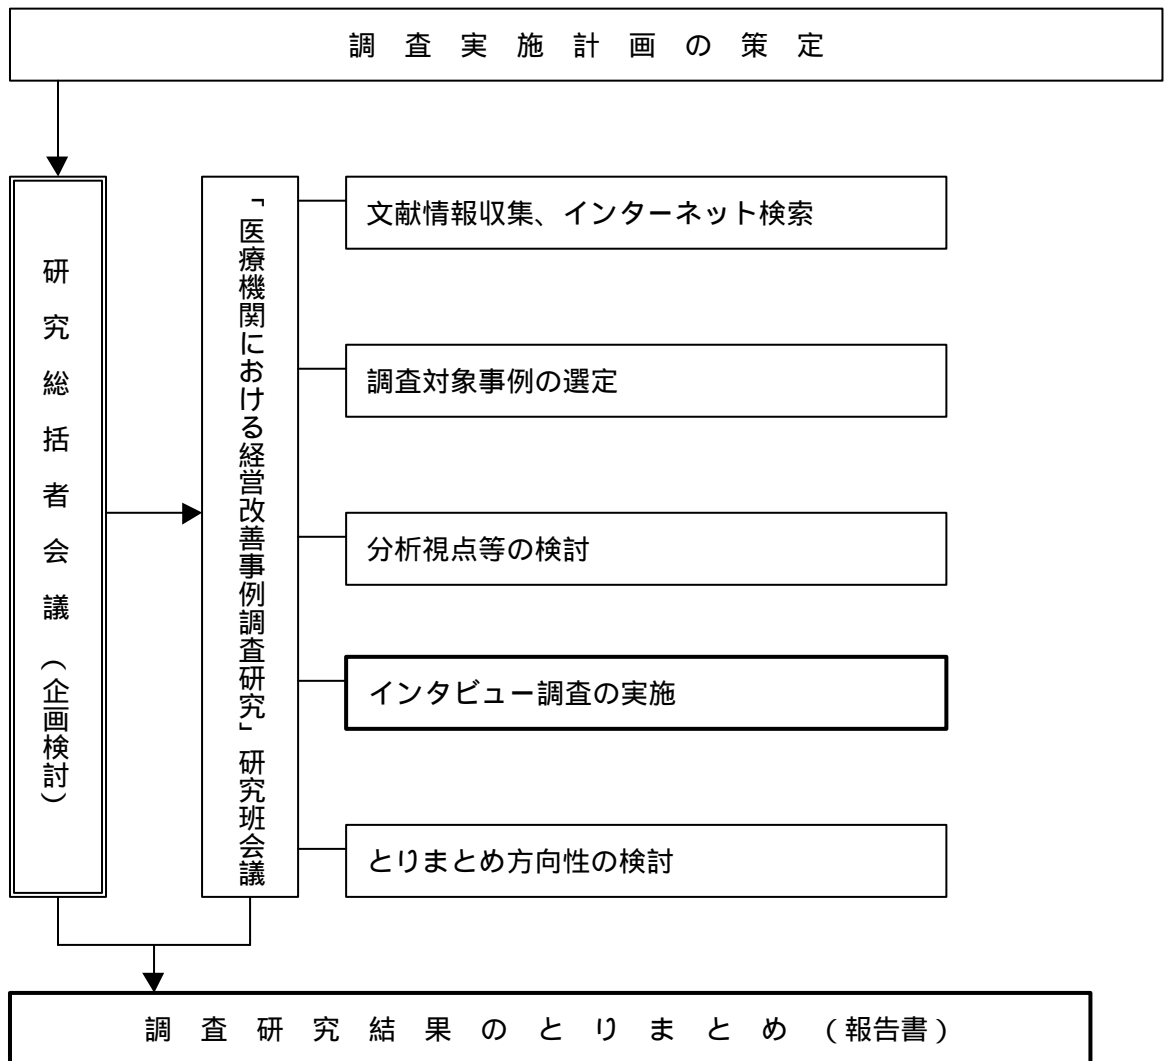 調査実施計画の策定
研究総括者会議(企画検討)
「医療機関における経営改善事例調査研究」研究班会議
文献情報収集、インターネット検索
調査対象事例の選定
分析視点等の検討
インタビュー調査の実施
とりまとめ方向性の検討
調査研究結果のとりまとめ(報告書)